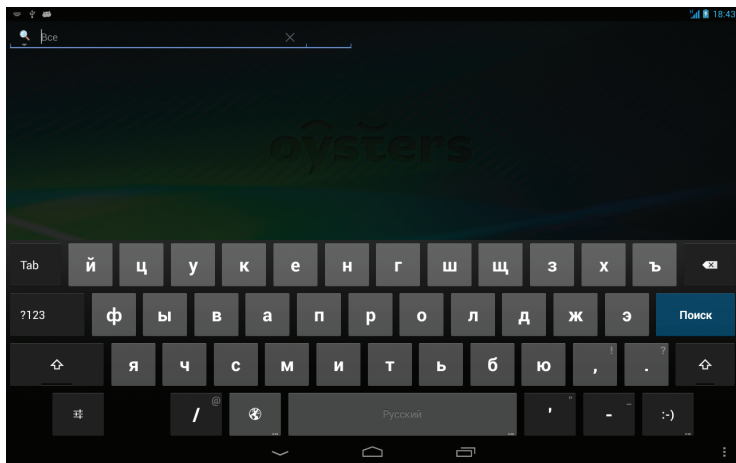 18:43
Все
oysters
Tab й ц у к е н г ш щ з х ъ
?123 ф ы в а п р о л д ж э Поиск
я ч с м и т ь б ю , ! . ?
/ @ Русский ' " - _ :-)